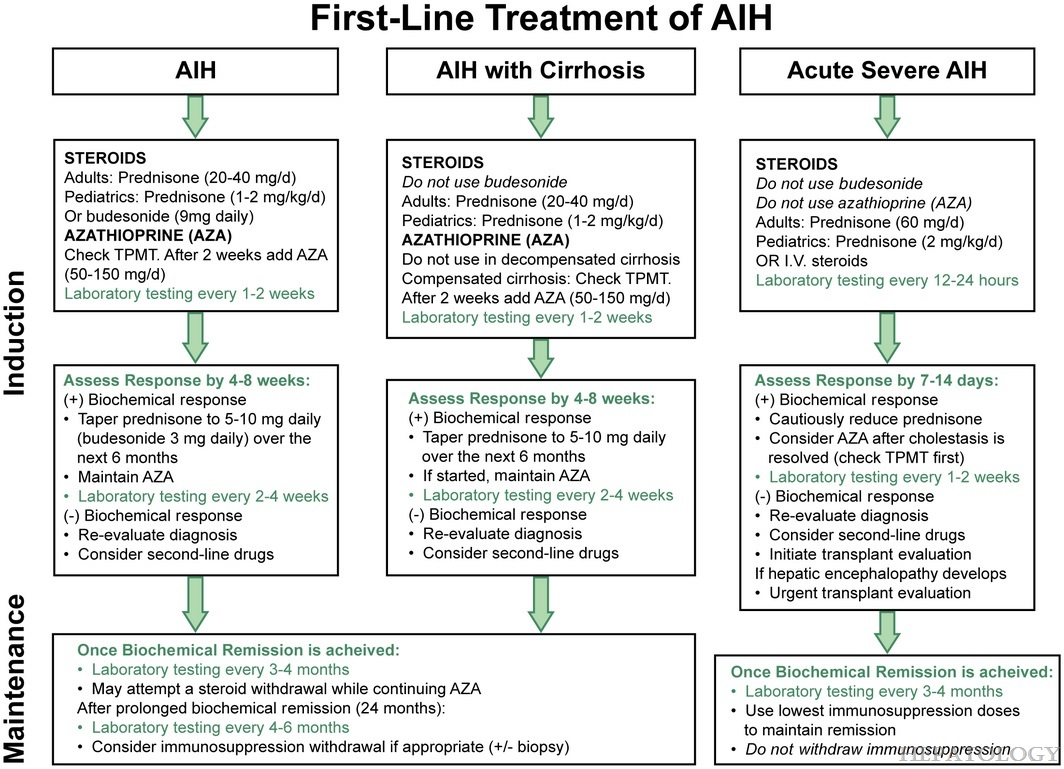 First-Line Treatment of AIH
AIH
AIH with Cirrhosis
Acute Severe AIH
Induction
STEROIDS
Adults: Prednisone (20-40 mg/d)
Pediatrics: Prednisone (1-2 mg/kg/d)
Or budesonide (9mg daily)
AZATHIOPRINE (AZA)
Check TPMT. After 2 weeks add AZA
(50-150 mg/d)
Laboratory testing every 1-2 weeks
STEROIDS
Do not use budesonide
Adults: Prednisone (20-40 mg/d)
Pediatrics: Prednisone (1-2 mg/kg/d)
AZATHIOPRINE (AZA)
Do not use in decompensated cirrhosis
Compensated cirrhosis: Check TPMT.
After 2 weeks add AZA (50-150 mg/d)
Laboratory testing every 1-2 weeks
STEROIDS
Do not use budesonide
Do not use azathioprine (AZA)
Adults: Prednisone (60 mg/d)
Pediatrics: Prednisone (2 mg/kg/d)
OR I.V. steroids
Laboratory testing every 12-24 hours
Assess Response by 4-8 weeks:
(+) Biochemical response
• Taper prednisone to 5-10 mg daily
(budesonide 3 mg daily) over the
next 6 months
• Maintain AZA
• Laboratory testing every 2-4 weeks
(-) Biochemical response
• Re-evaluate diagnosis
• Consider second-line drugs
Assess Response by 4-8 weeks:
(+) Biochemical response
• Taper prednisone to 5-10 mg daily
over the next 6 months
• If started, maintain AZA
• Laboratory testing every 2-4 weeks
(-) Biochemical response
• Re-evaluate diagnosis
• Consider second-line drugs
Assess Response by 7-14 days:
(+) Biochemical response
• Cautiously reduce prednisone
• Consider AZA after cholestasis is
resolved (check TPMT first)
• Laboratory testing every 1-2 weeks
(-) Biochemical response
• Re-evaluate diagnosis
• Consider second-line drugs
• Initiate transplant evaluation
If hepatic encephalopathy develops
• Urgent transplant evaluation
Maintenance
Once Biochemical Remission is acheived:
• Laboratory testing every 3-4 months
• May attempt a steroid withdrawal while continuing AZA
After prolonged biochemical remission (24 months):
• Laboratory testing every 4-6 months
• Consider immunosuppression withdrawal if appropriate (+/- biopsy)
Once Biochemical Remission is acheived:
• Laboratory testing every 3-4 months
• Use lowest immunosuppression doses
to maintain remission
• Do not withdraw immunosuppression
HEPATOLOGY